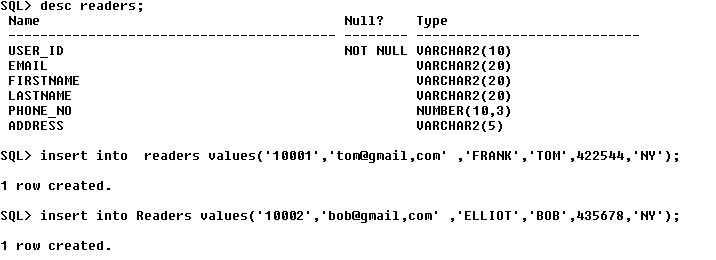 SQL> desc readers;
Name Null? Type
----------------------------------------- -------- ----------------------------
USER_ID NOT NULL VARCHAR2(10)
EMAIL VARCHAR2(20)
FIRSTNAME VARCHAR2(20)
LASTNAME VARCHAR2(20)
PHONE_NO NUMBER(10,3)
ADDRESS VARCHAR2(5)
SQL> insert into  readers values('10001','tom@gmail,com' ,'FRANK','TOM',422544,'NY');
1 row created.
SQL> insert into Readers values('10002','bob@gmail,com' ,'ELLIOT','BOB',435678,'NY');
1 row created.